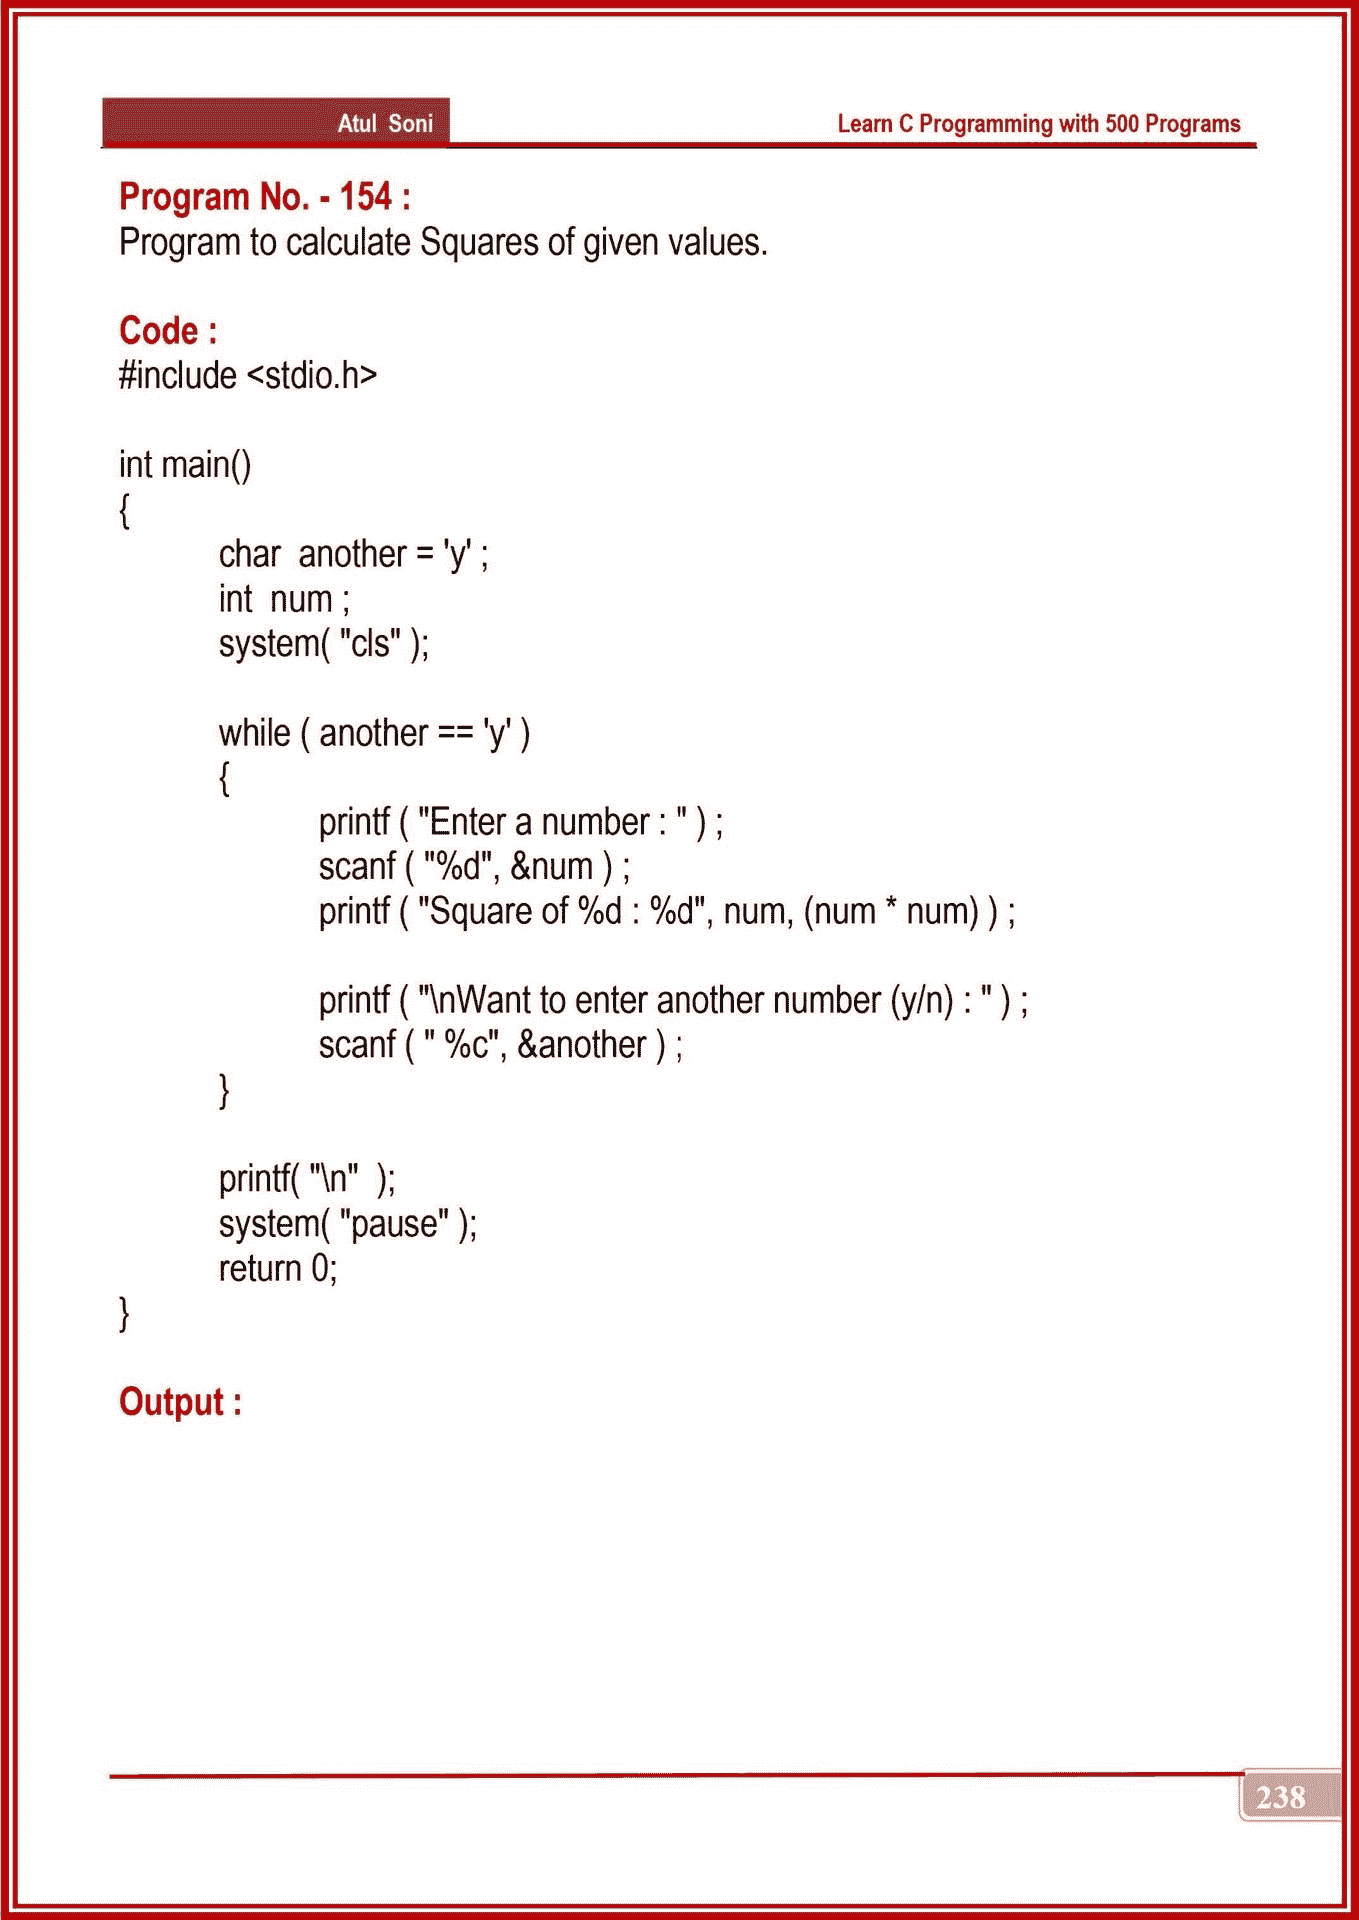 Atul Soni
Learn C Programming with 500 Programs
Program No. - 154 :
Program to calculate Squares of given values.
Code :
#include <stdio.h>
int main()
{
char another = 'y' ;
int num ;
system( "cls" );
while ( another == 'y' )
{
printf ( "Enter a number : " ) ;
scanf ( "%d", &num ) ;
printf ( "Square of %d : %d", num, (num * num) ) ;
printf ( "\nWant to enter another number (y/n) : " ) ;
scanf ( " %c", &another ) ;
}
printf( "\n" );
system( "pause" );
return 0;
}
Output :
238